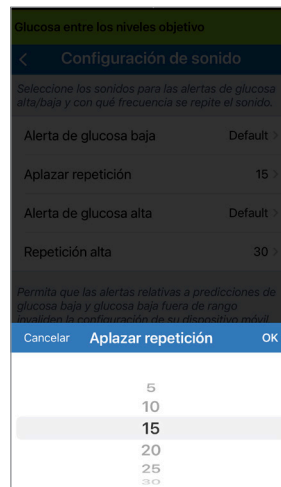 Glucosa entre los niveles objetivo
< Configuración de sonido
Seleccione los sonidos para las alertas de glucosa
alta/baja y con qué frecuencia se repite el sonido.
Alerta de glucosa baja Default >
Aplazar repetición 15 >
Alerta de glucosa alta Default >
Repetición alta 30 >
Permita que las alertas relativas a predicciones de
glucosa baja y glucosa baja fuera de rango
invaliden la configuración de su dispositivo móvil
Cancelar Aplazar repetición OK
5
10
15
20
25
30